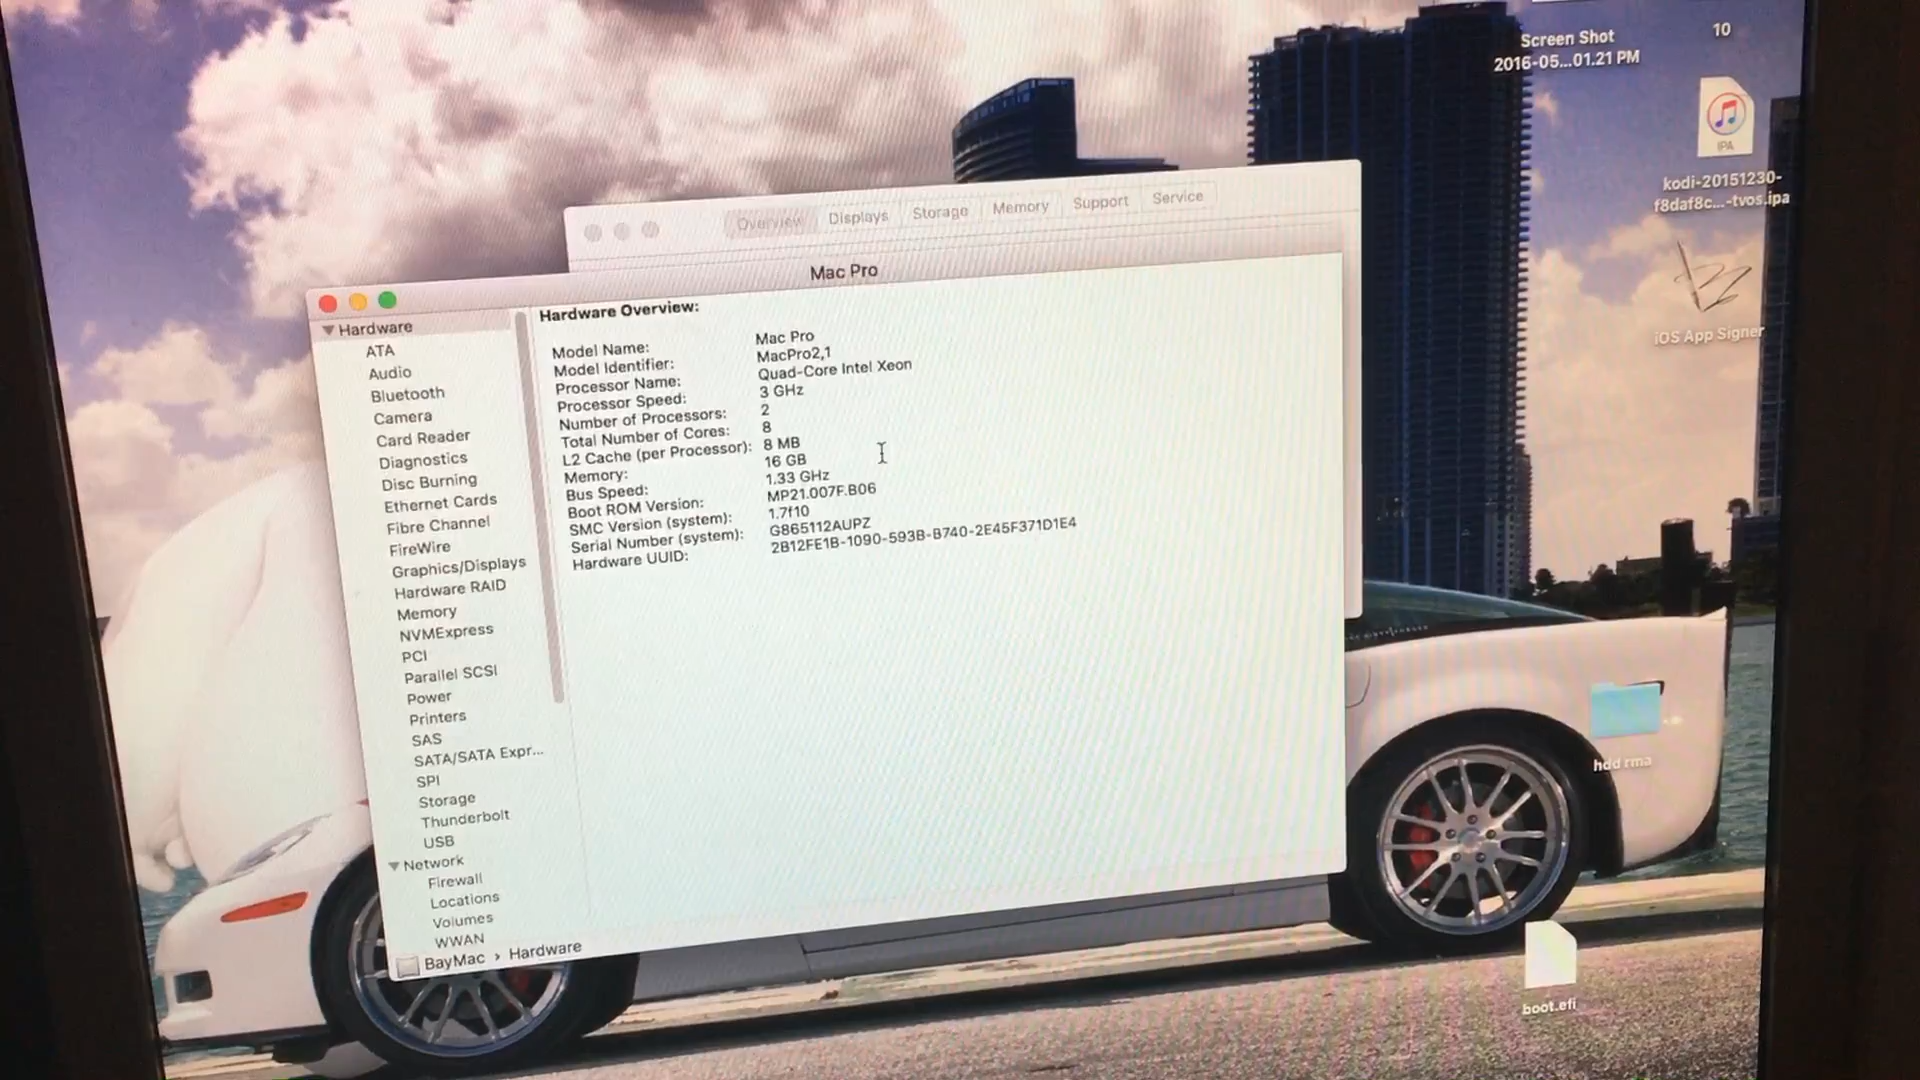 Screen Shot
2016-05...01.21 PM
10
IPA
kodi-20151230-
f8daf8c...-tvos.ipa
iOS App Signer
hdd rma
boot.efi
Overview
Displays
Storage
Memory
Support
Service
Mac Pro
Hardware
ATA
Audio
Bluetooth
Camera
Card Reader
Diagnostics
Disc Burning
Ethernet Cards
Fibre Channel
FireWire
Graphics/Displays
Hardware RAID
Memory
NVMExpress
PCI
Parallel SCSI
Power
Printers
SAS
SATA/SATA Expr...
SPI
Storage
Thunderbolt
USB
Network
Firewall
Locations
Volumes
WWAN
Hardware Overview:
Model Name: Mac Pro
Model Identifier: MacPro2,1
Processor Name: Quad-Core Intel Xeon
Processor Speed: 3 GHz
Number of Processors: 2
Total Number of Cores: 8
L2 Cache (per Processor): 8 MB
Memory: 16 GB
Bus Speed: 1.33 GHz
Boot ROM Version: MP21.007F.B06
SMC Version (system): 1.7f10
Serial Number (system): G865112AUPZ
Hardware UUID: 2B12FE1B-1090-593B-B740-2E45F371D1E4
BayMac › Hardware